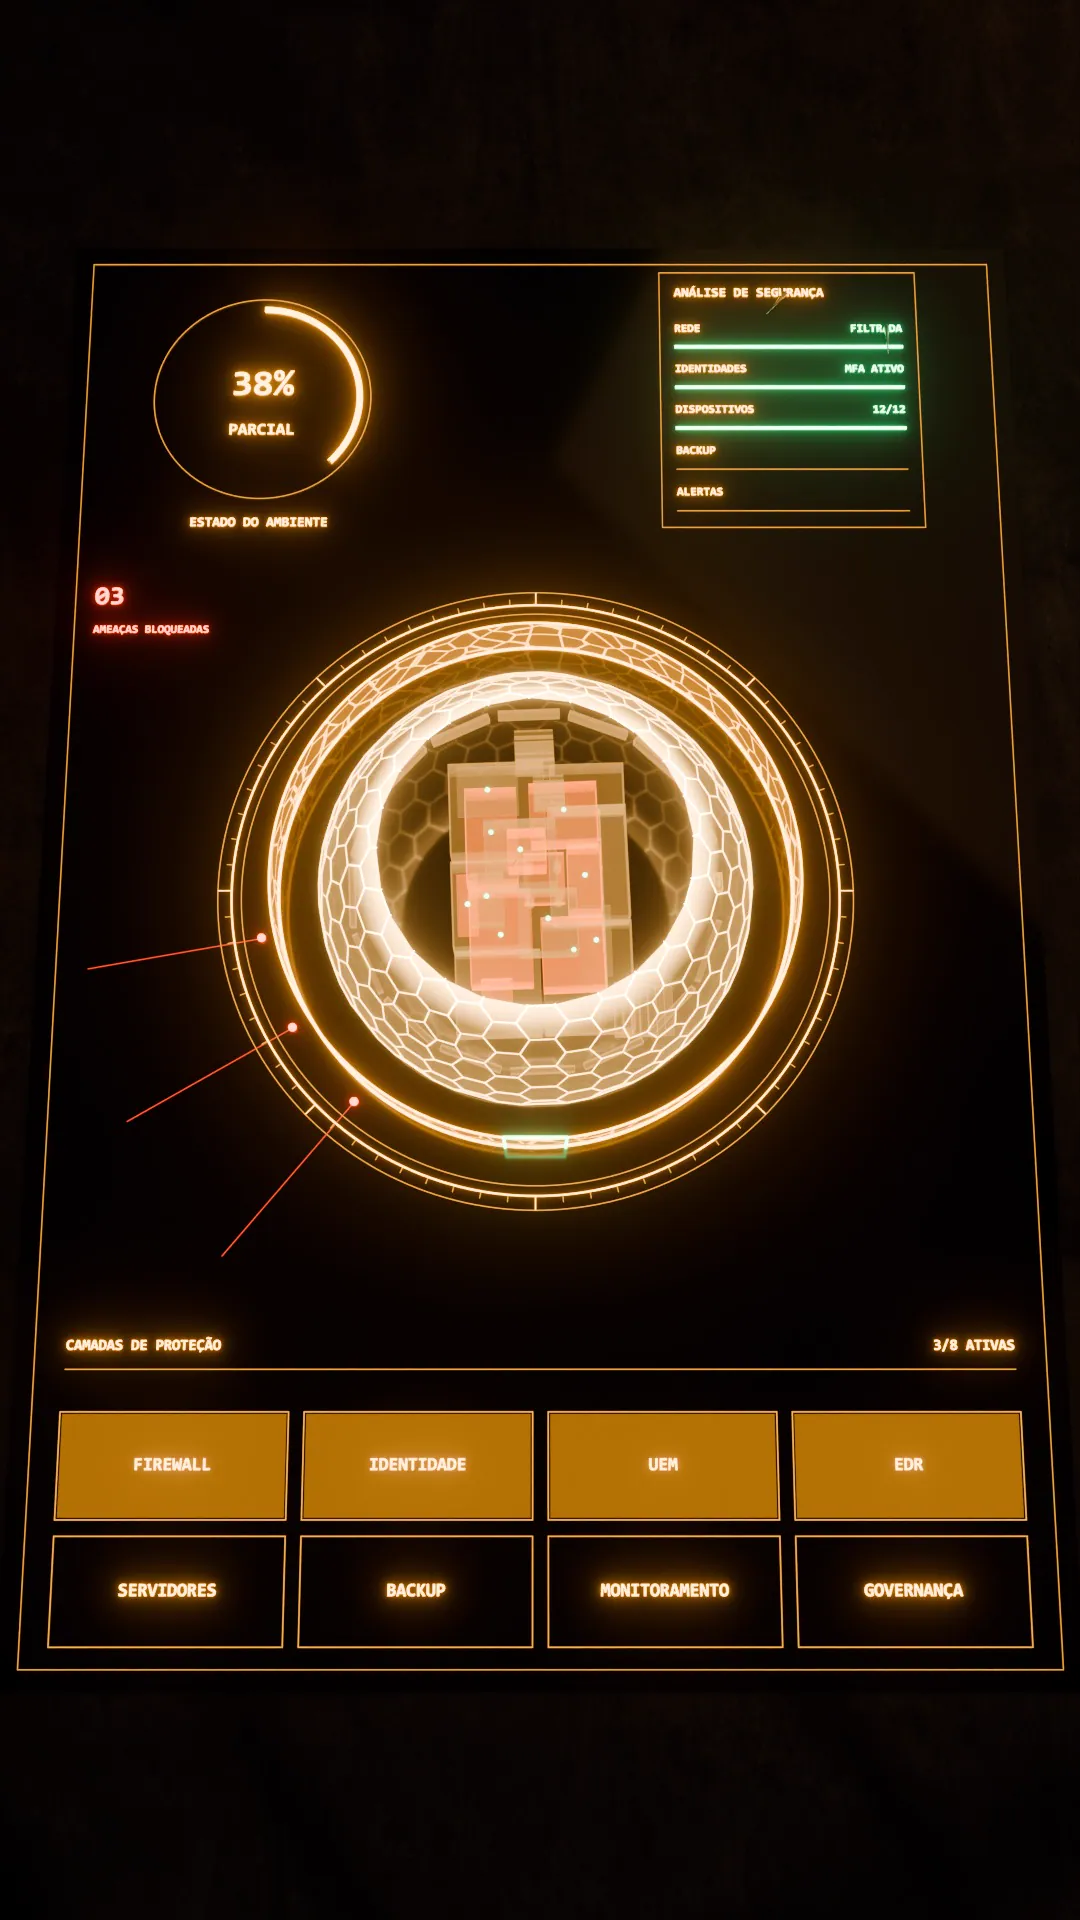 38%
PARCIAL
ESTADO DO AMBIENTE
ANÁLISE DE SEGURANÇA
REDE FILTRADA
IDENTIDADES MFA ATIVO
DISPOSITIVOS 12/12
BACKUP
ALERTAS
03
AMEAÇAS BLOQUEADAS
CAMADAS DE PROTEÇÃO 3/8 ATIVAS
FIREWALL IDENTIDADE UEM EDR
SERVIDORES BACKUP MONITORAMENTO GOVERNANÇA